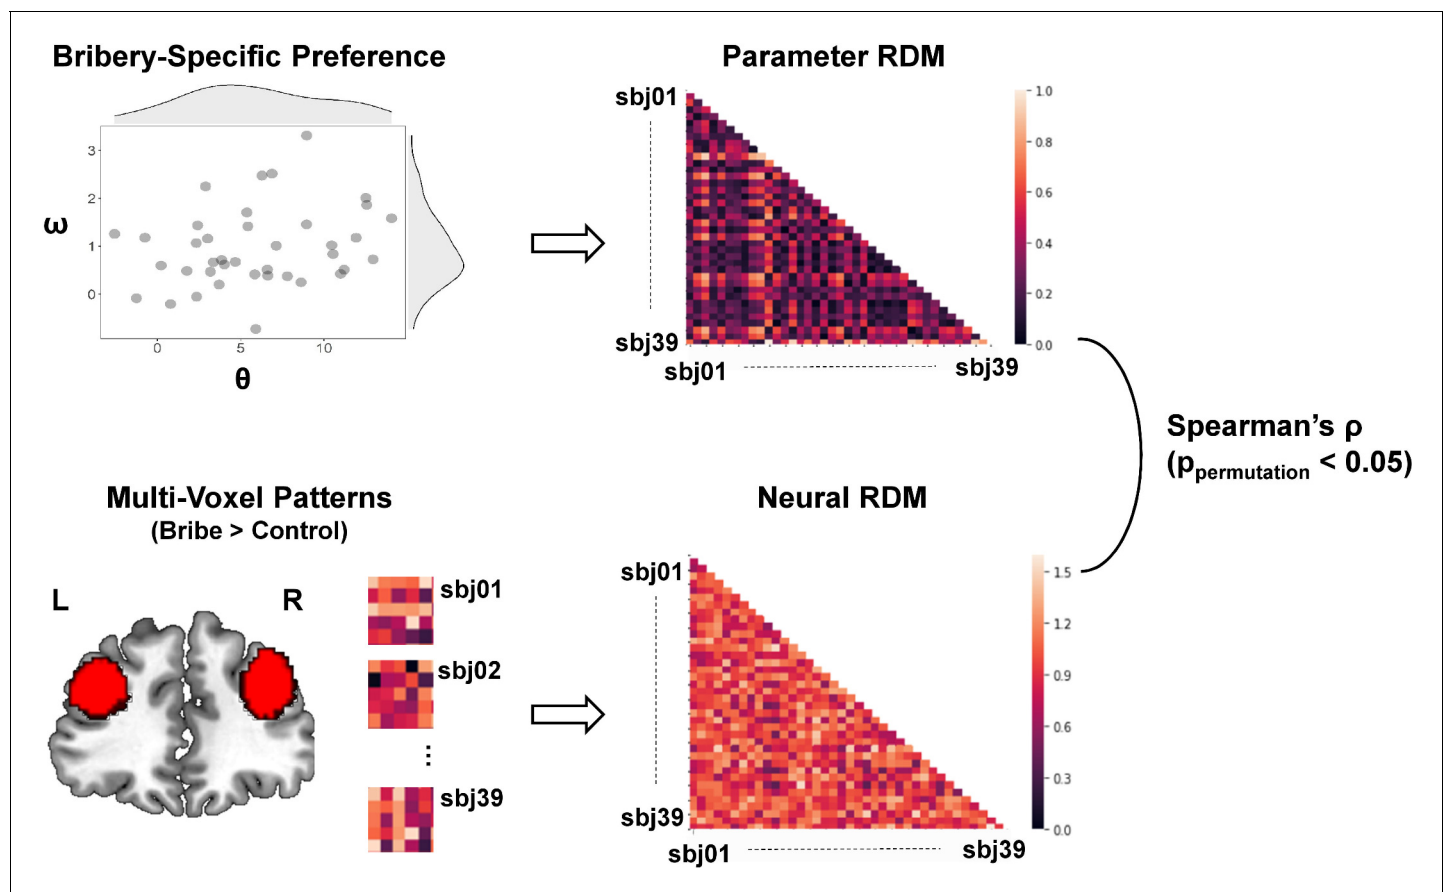 Bribery-Specific Preference
3
2
1
0
ω
0
5
10
θ
Parameter RDM
sbj01
sbj39
sbj01
sbj39
1.0
0.8
0.6
0.4
0.2
0.0
Spearman's ρ
(ppermutation < 0.05)
Multi-Voxel Patterns
(Bribe > Control)
L
R
sbj01
sbj02
⋮
sbj39
Neural RDM
sbj01
sbj39
sbj01
sbj39
1.5
1.2
0.9
0.6
0.3
0.0